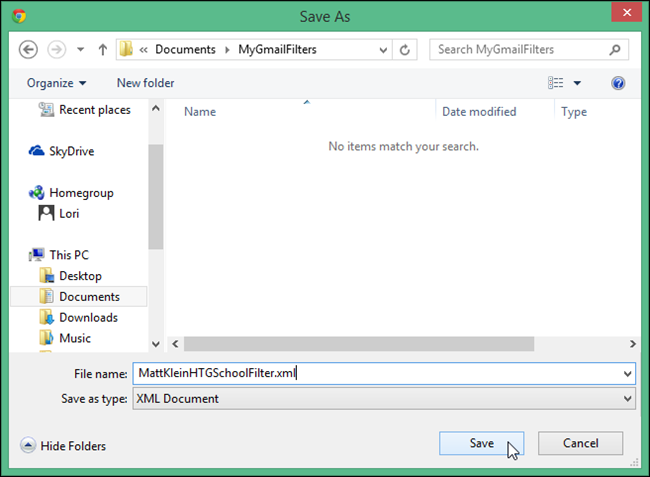 Save As
« Documents MyGmailFilters Search MyGmailFilters
Organize New folder
Name Date modified Type
No items match your search.
Recent places
SkyDrive
Homegroup
Lori
This PC
Desktop
Documents
Downloads
Music
File name: MattKleinHTGSchoolFilter.xml
Save as type: XML Document
Hide Folders Save Cancel